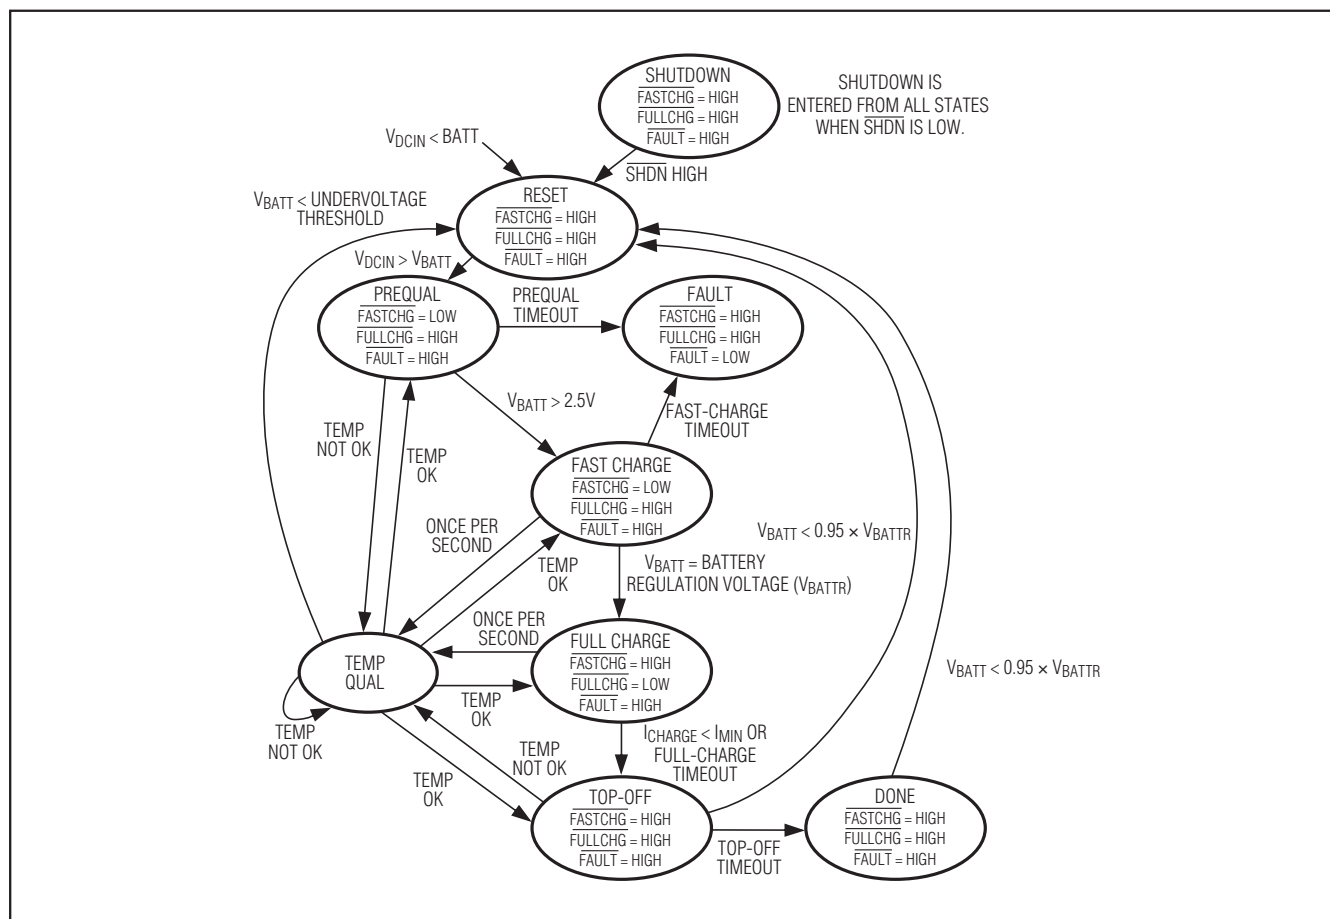 SHUTDOWN
FASTCHG = HIGH
FULLCHG = HIGH
FAULT = HIGH
SHUTDOWN IS
ENTERED FROM ALL STATES
WHEN SHDN IS LOW.
VDCIN < BATT
SHDN HIGH
VBATT < UNDERVOLTAGE
THRESHOLD
RESET
FASTCHG = HIGH
FULLCHG = HIGH
FAULT = HIGH
VDCIN > VBATT
PREQUAL
FASTCHG = LOW
FULLCHG = HIGH
FAULT = HIGH
PREQUAL
TIMEOUT
FAULT
FASTCHG = HIGH
FULLCHG = HIGH
FAULT = LOW
VBATT > 2.5V
FAST-CHARGE
TIMEOUT
TEMP
NOT OK
TEMP
OK
FAST CHARGE
FASTCHG = LOW
FULLCHG = HIGH
FAULT = HIGH
ONCE PER
SECOND
TEMP
OK
VBATT < 0.95 × VBATTR
VBATT = BATTERY
REGULATION VOLTAGE (VBATTR)
ONCE PER
SECOND
FULL CHARGE
FASTCHG = HIGH
FULLCHG = LOW
FAULT = HIGH
TEMP
QUAL
VBATT < 0.95 × VBATTR
TEMP
OK
TEMP
NOT OK
TEMP
NOT OK
ICHARGE < IMIN OR
FULL-CHARGE
TIMEOUT
TEMP
OK
TOP-OFF
FASTCHG = HIGH
FULLCHG = HIGH
FAULT = HIGH
TOP-OFF
TIMEOUT
DONE
FASTCHG = HIGH
FULLCHG = HIGH
FAULT = HIGH